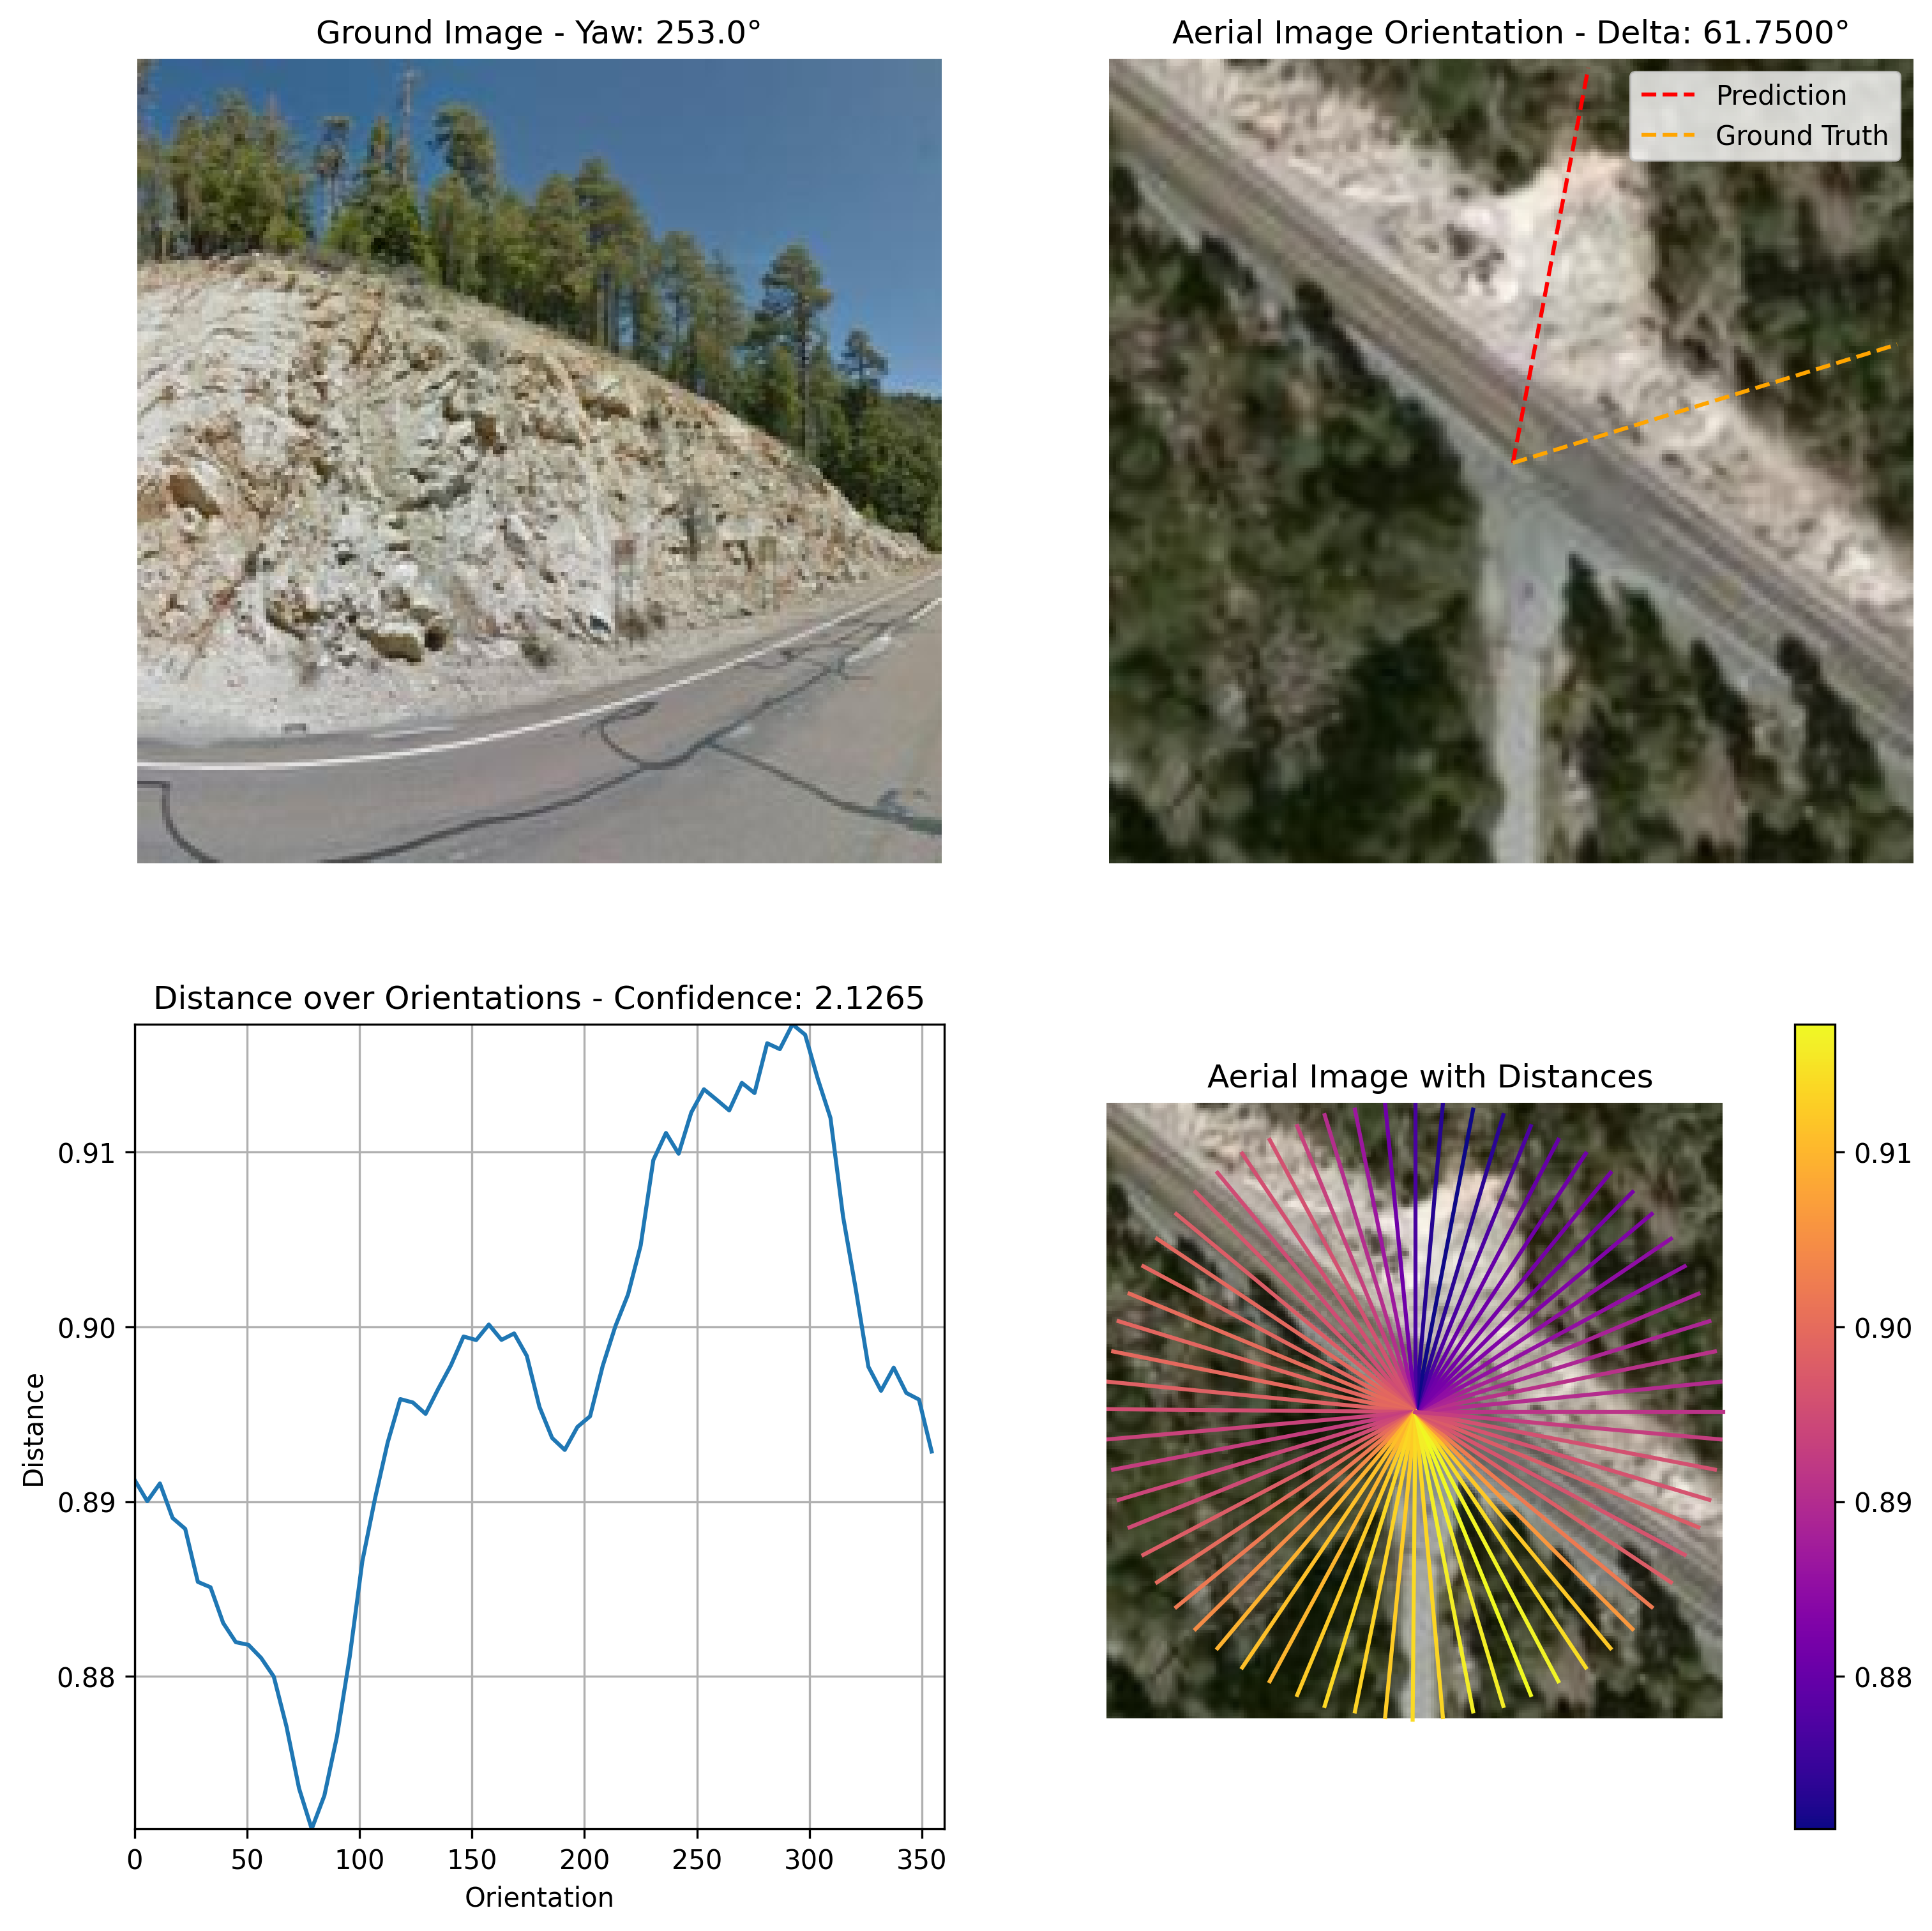 Ground Image - Yaw: 253.0°
Aerial Image Orientation - Delta: 61.7500°
Prediction
Ground Truth
Distance over Orientations - Confidence: 2.1265
0.91
0.90
0.89
0.88
Distance
0 50 100 150 200 250 300 350
Orientation
Aerial Image with Distances
0.91
0.90
0.89
0.88